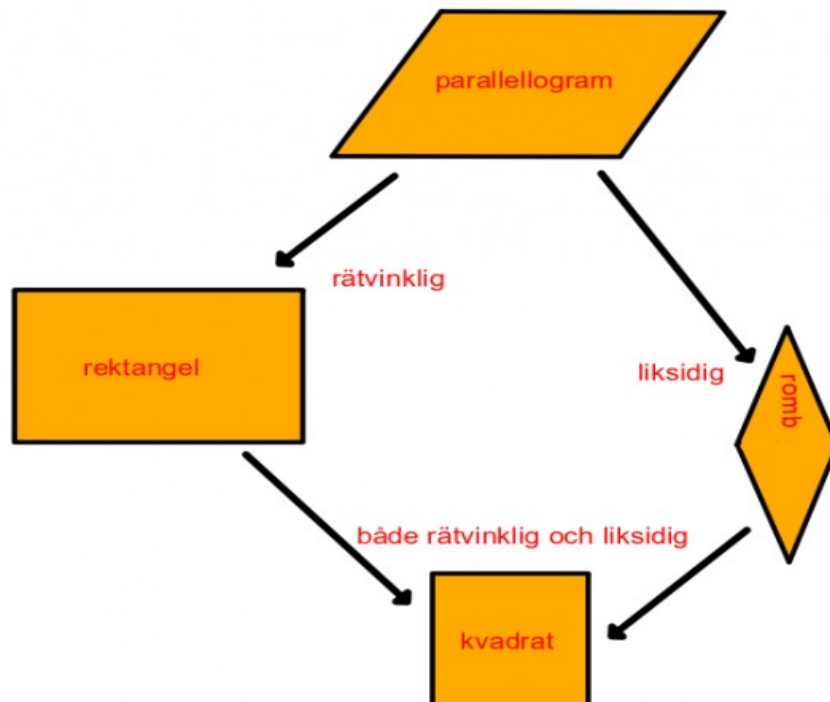 parallellogram
rätvinklig
rektangel
liksidig
romb
både rätvinklig och liksidig
kvadrat